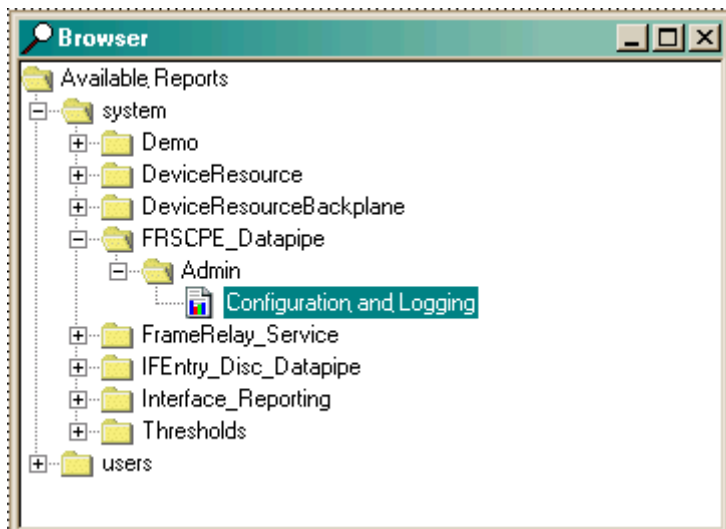 Browser
Available Reports
system
Demo
DeviceResource
DeviceResourceBackplane
FRSCPE_Datapipe
Admin
Configuration and Logging
FrameRelay_Service
IFEntry_Disc_Datapipe
Interface_Reporting
Thresholds
users